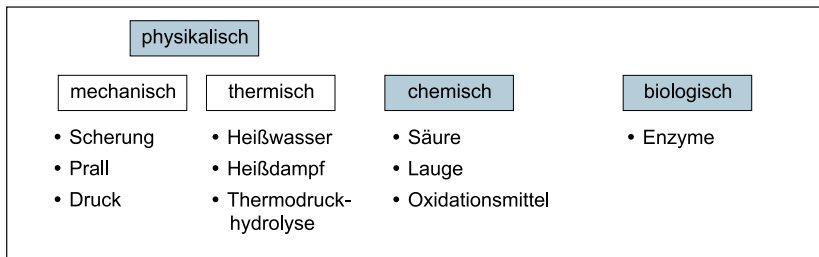 physikalisch
mechanisch
thermisch
chemisch
biologisch
• Scherung
• Prall
• Druck
• Heißwasser
• Heißdampf
• Thermodruck-
hydrolyse
• Säure
• Lauge
• Oxidationsmittel
• Enzyme